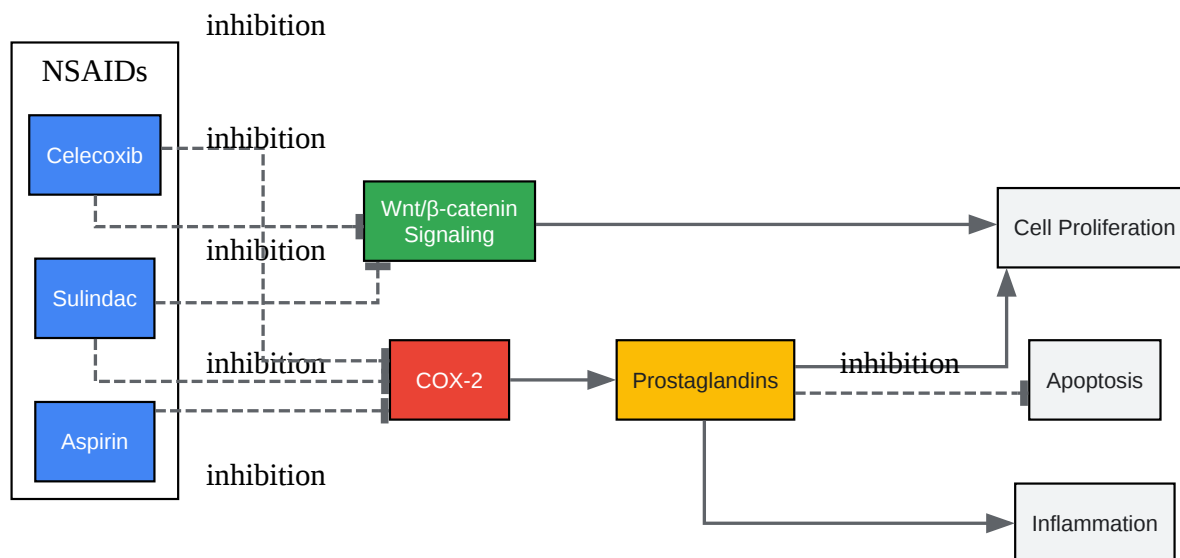 inhibition
NSAIDs
inhibition
Celecoxib
Wnt/β-catenin
Signaling
Cell Proliferation
inhibition
Sulindac
inhibition
COX-2
Prostaglandins
inhibition
Apoptosis
Aspirin
inhibition
Inflammation